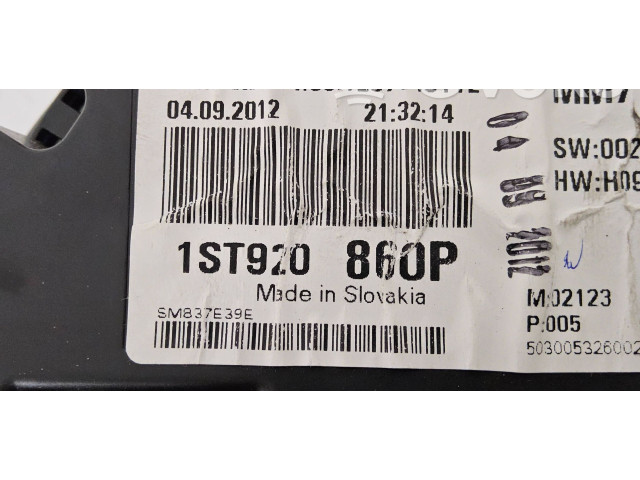 04.09.2012 21:32:14
1ST920 860P
Made in Slovakia
SM837E39E
SW:002
HW:H09
M:02123
P:005
503005326002